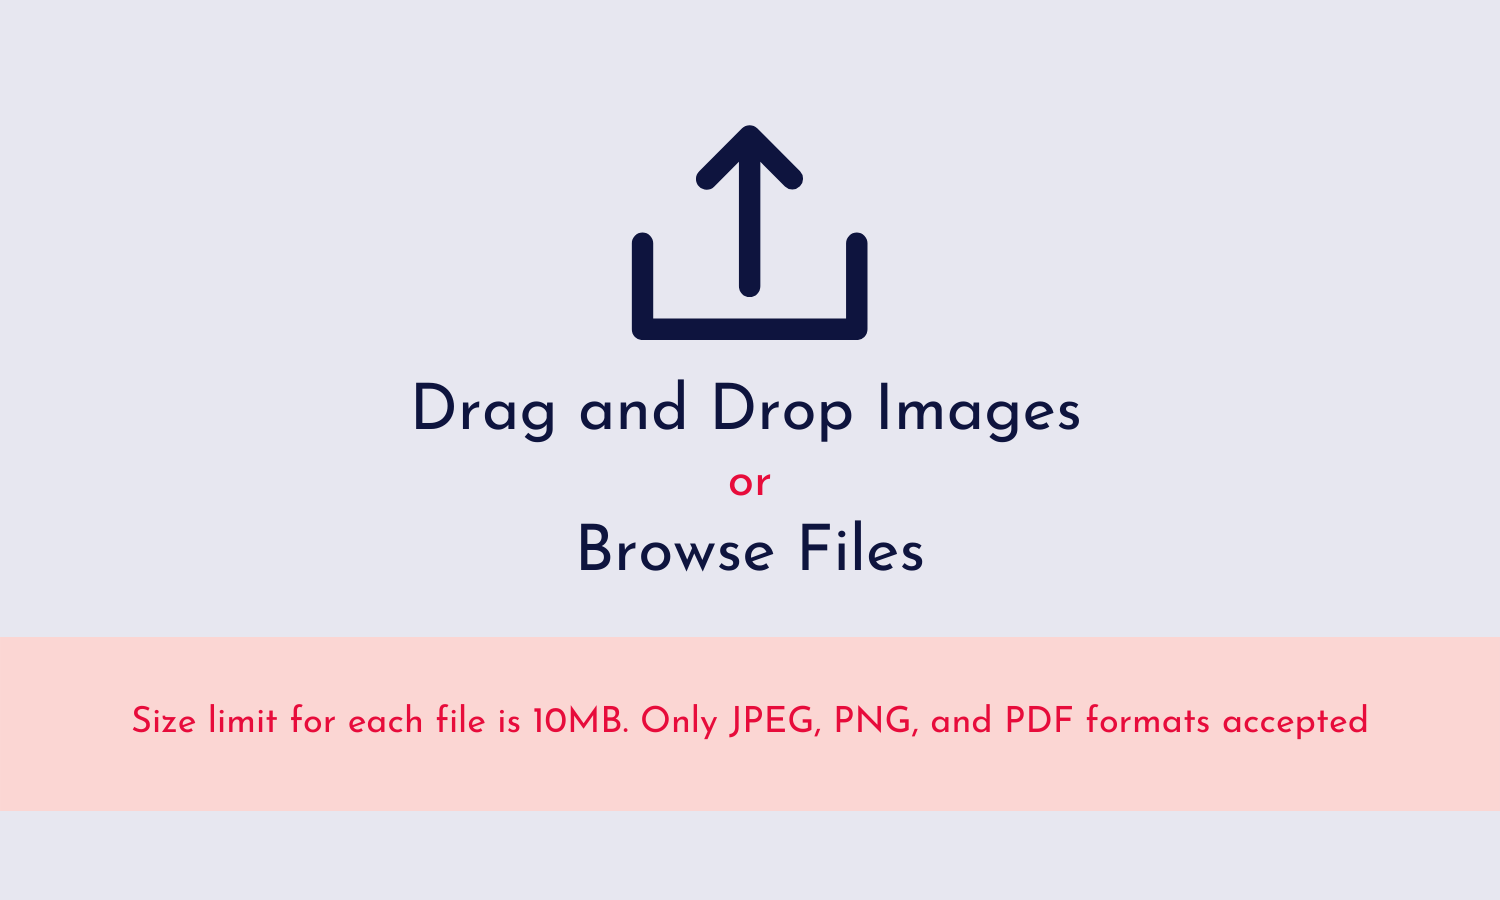 Drag and Drop Images
or
Browse Files
Size limit for each file is 10MB. Only JPEG, PNG, and PDF formats accepted